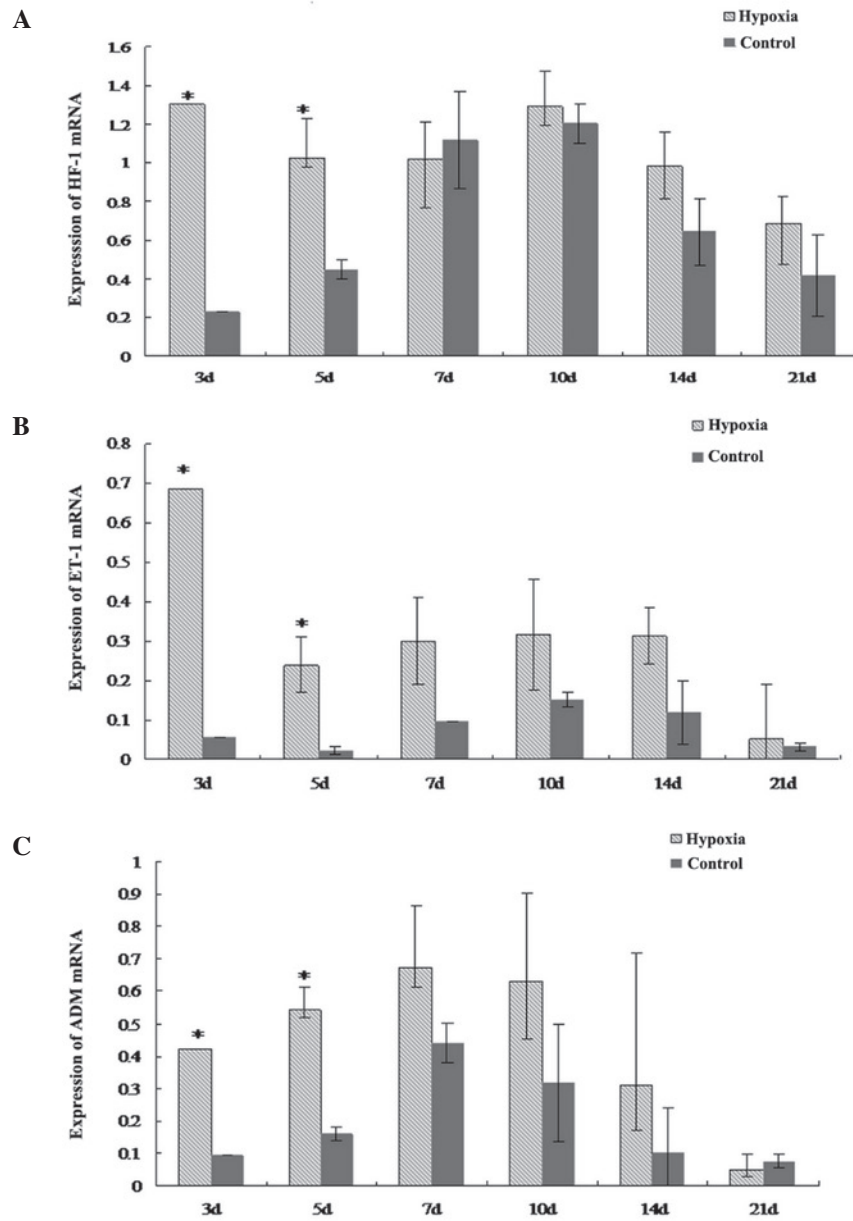 A
Hypoxia
Control
Expresssion of HF-1 mRNA
1.6
1.4
1.2
1
0.8
0.6
0.4
0.2
0
* *
3d 5d 7d 10d 14d 21d
B
Hypoxia
Control
Expression of ET-1 mRNA
0.8
0.7
0.6
0.5
0.4
0.3
0.2
0.1
0
* *
3d 5d 7d 10d 14d 21d
C
Hypoxia
Control
Expression of ADM mRNA
1
0.9
0.8
0.7
0.6
0.5
0.4
0.3
0.2
0.1
0
* *
3d 5d 7d 10d 14d 21d